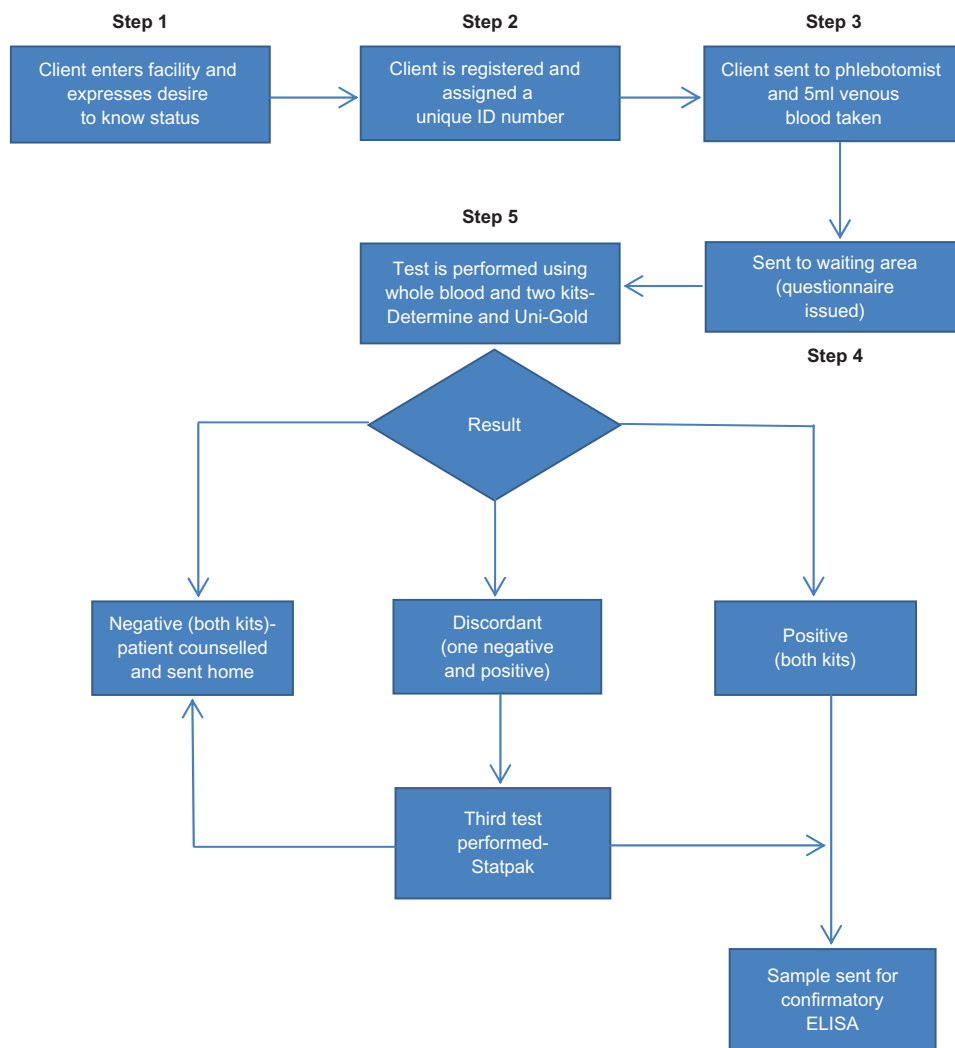 Step 1
Client enters facility and
expresses desire
to know status
Step 2
Client is registered and
assigned a
unique ID number
Step 3
Client sent to phlebotomist
and 5ml venous
blood taken
Sent to waiting area
(questionnaire
issued)
Step 4
Step 5
Test is performed using
whole blood and two kits-
Determine and Uni-Gold
Result
Negative (both kits)-
patient counselled
and sent home
Discordant
(one negative
and positive)
Positive
(both kits)
Third test
performed-
Statpak
Sample sent for
confirmatory
ELISA